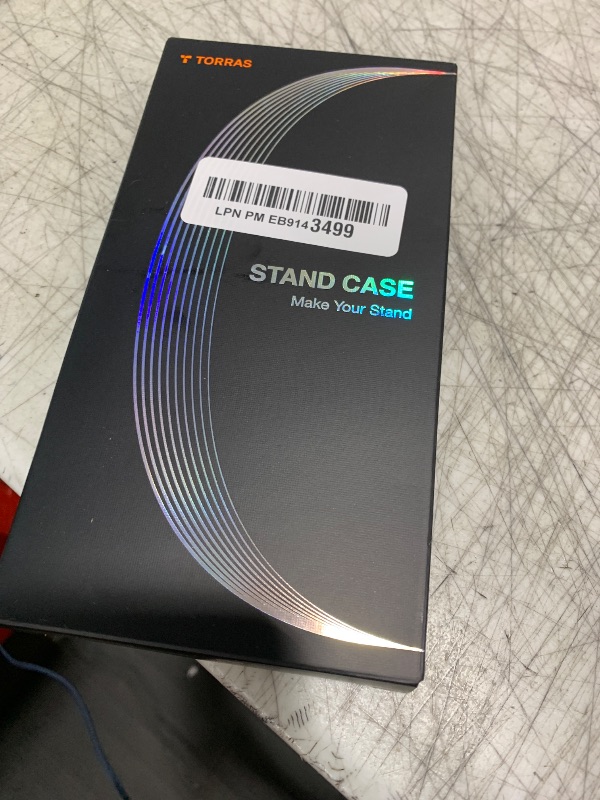 TORRAS
LPN PM EB9143499
STAND CASE
Make Your Stand